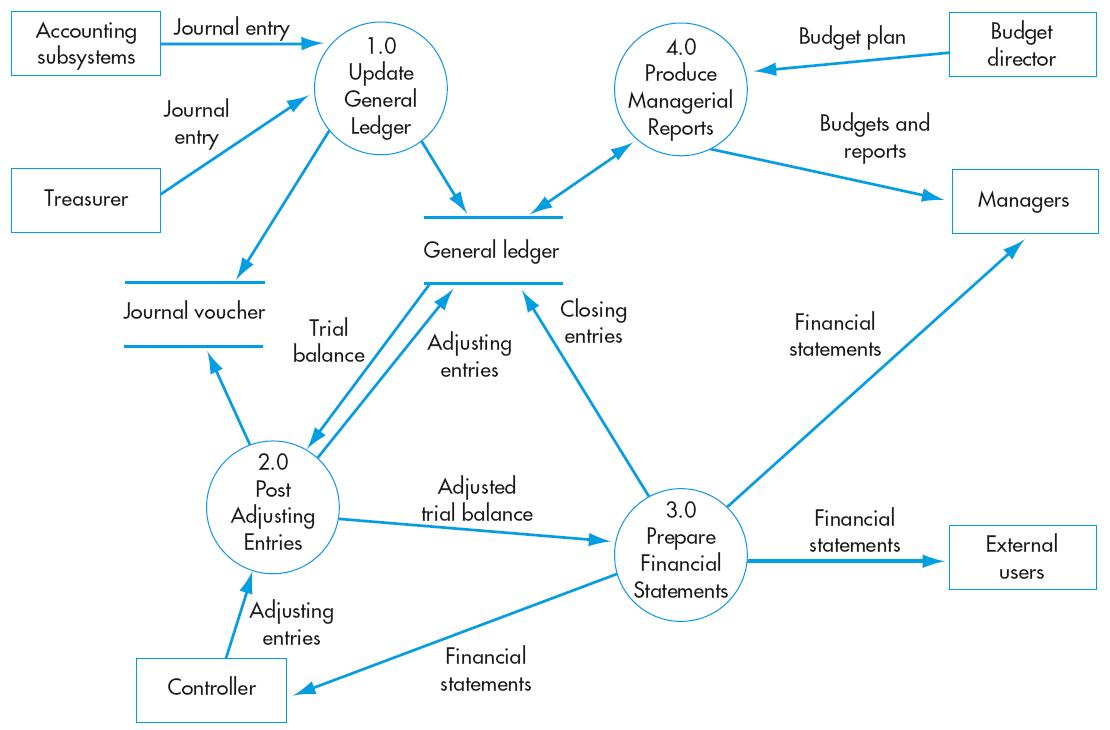 Accounting
subsystems
Journal entry
1.0
Update
General
Ledger
4.0
Produce
Managerial
Reports
Budget plan
Budget
director
Journal
entry
Budgets and
reports
Treasurer
Managers
General ledger
Journal voucher
Trial
balance
Adjusting
entries
Closing
entries
Financial
statements
2.0
Post
Adjusting
Entries
Adjusted
trial balance
3.0
Prepare
Financial
Statements
Financial
statements
External
users
Adjusting
entries
Financial
statements
Controller